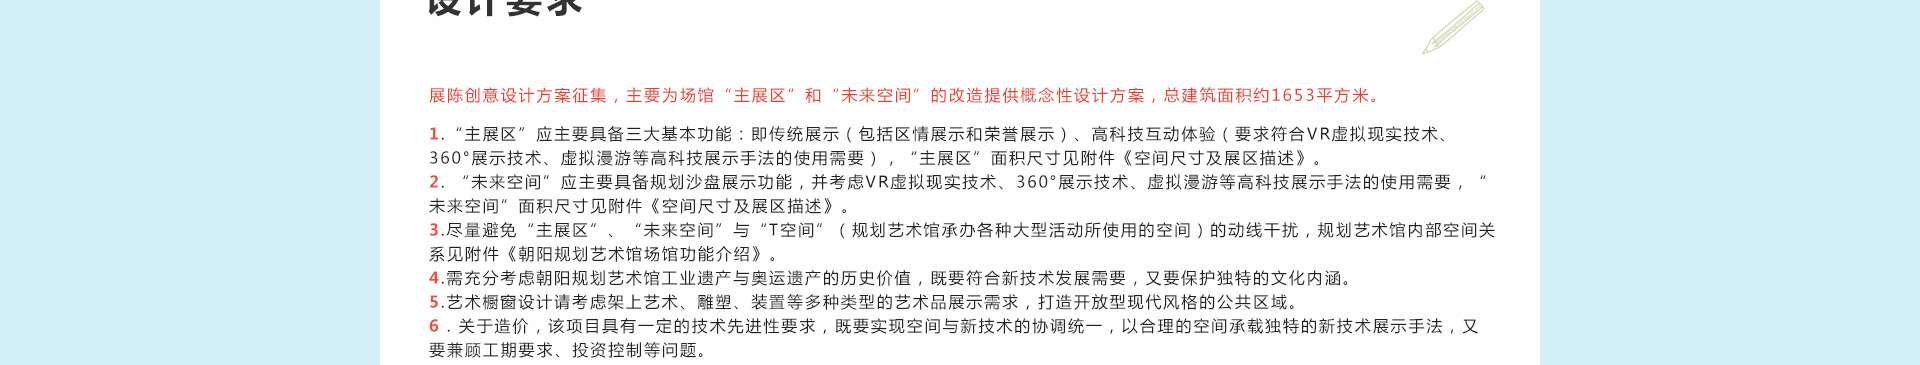 设计要求
展陈创意设计方案征集，主要为场馆“主展区”和“未来空间”的改造提供概念性设计方案，总建筑面积约1653平方米。
1.“主展区”应主要具备三大基本功能：即传统展示（包括区情展示和荣誉展示）、高科技互动体验（要求符合VR虚拟现实技术、
360°展示技术、虚拟漫游等高科技展示手法的使用需要），“主展区”面积尺寸见附件《空间尺寸及展区描述》。
2. “未来空间”应主要具备规划沙盘展示功能，并考虑VR虚拟现实技术、360°展示技术、虚拟漫游等高科技展示手法的使用需要，“
未来空间”面积尺寸见附件《空间尺寸及展区描述》。
3.尽量避免“主展区”、“未来空间”与“T空间”（规划艺术馆承办各种大型活动所使用的空间）的动线干扰，规划艺术馆内部空间关
系见附件《朝阳规划艺术馆场馆功能介绍》。
4.需充分考虑朝阳规划艺术馆工业遗产与奥运遗产的历史价值，既要符合新技术发展需要，又要保护独特的文化内涵。
5.艺术橱窗设计请考虑架上艺术、雕塑、装置等多种类型的艺术品展示需求，打造开放型现代风格的公共区域。
6．关于造价，该项目具有一定的技术先进性要求，既要实现空间与新技术的协调统一，以合理的空间承载独特的新技术展示手法，又
要兼顾工期要求、投资控制等问题。